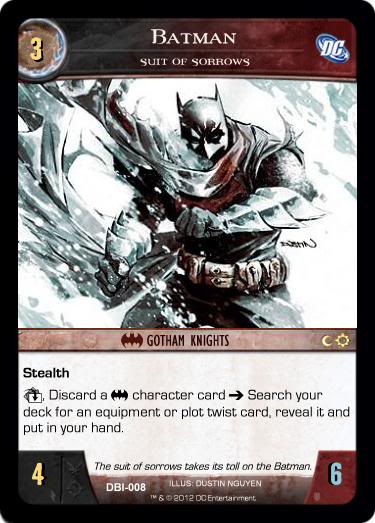 3
BATMAN
SUIT OF SORROWS
DC
GOTHAM KNIGHTS
Stealth
, Discard a character card ➔ Search your
deck for an equipment or plot twist card, reveal it and
put in your hand.
The suit of sorrows takes its toll on the Batman.
4
DBI-008
ILLUS: DUSTIN NGUYEN
6
™ & © 2012 DC Entertainment